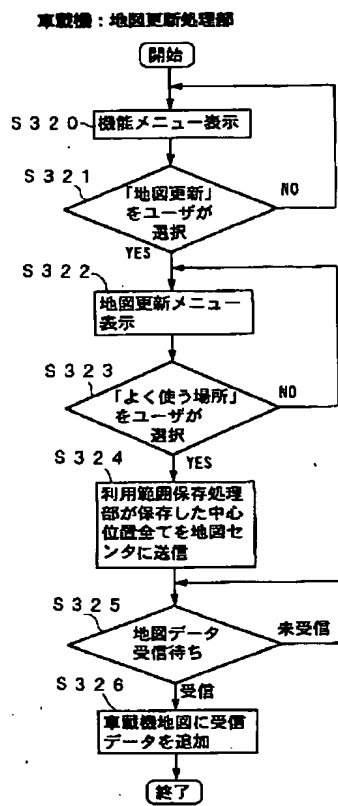 車載機：地図更新処理部
開始
S320
機能メニュー表示
S321
「地図更新」
をユーザが
選択
NO
YES
S322
地図更新メニュー
表示
S323
「よく使う場所」
をユーザが
選択
NO
YES
S324
利用範囲保存処理
部が保存した中心
位置全てを地図セ
ンタに送信
S325
地図データ
受信待ち
未受信
受信
S326
車載機地図に受信
データを追加
終了